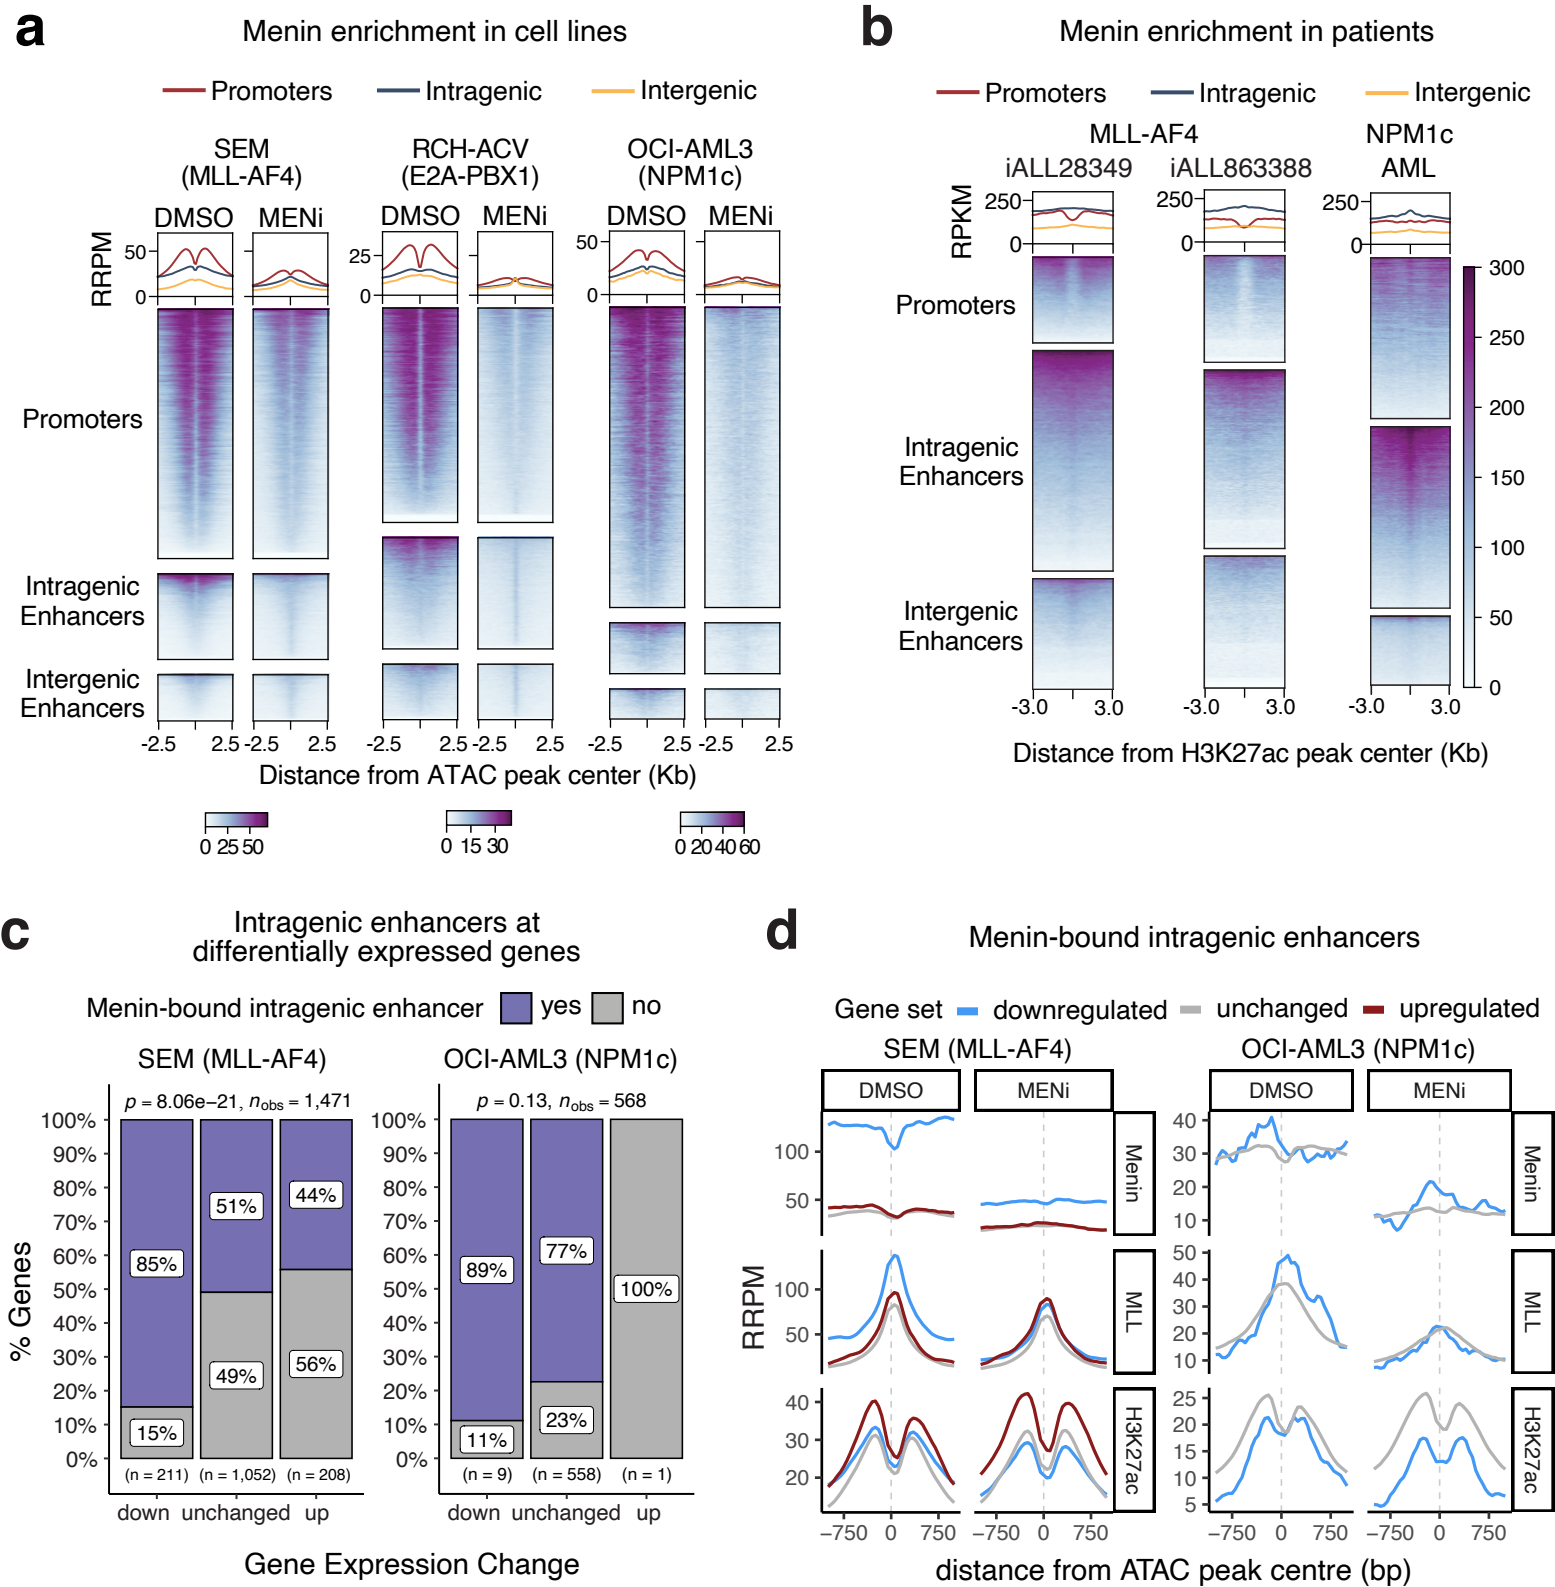 a
Menin enrichment in cell lines
Promoters
Intragenic
Intergenic
SEM
(MLL-AF4)
RCH-ACV
(E2A-PBX1)
OCI-AML3
(NPM1c)
DMSO MENi DMSO MENi DMSO MENi
RRPM
50
0
25
0
50
0
Promoters
Intragenic
Enhancers
Intergenic
Enhancers
-2.5 2.5 -2.5 2.5 -2.5 2.5 -2.5 2.5 -2.5 2.5 -2.5 2.5
Distance from ATAC peak center (Kb)
0 25 50
0 15 30
0 20 40 60
b
Menin enrichment in patients
Promoters
Intragenic
Intergenic
MLL-AF4
NPM1c
iALL28349 iALL863388 AML
RPKM
250
0
250
0
250
0
Promoters
Intragenic
Enhancers
Intergenic
Enhancers
300
250
200
150
100
50
0
-3.0 3.0 -3.0 3.0 -3.0 3.0
Distance from H3K27ac peak center (Kb)
c
Intragenic enhancers at
differentially expressed genes
Menin-bound intragenic enhancer yes no
SEM (MLL-AF4)
OCI-AML3 (NPM1c)
% Genes
p = 8.06e−21, nobs = 1,471
100%
90%
80%
70%
60%
50%
40%
30%
20%
10%
0%
85%
15%
51%
49%
44%
56%
(n = 211) (n = 1,052) (n = 208)
down unchanged up
p = 0.13, nobs = 568
100%
90%
80%
70%
60%
50%
40%
30%
20%
10%
0%
89%
11%
77%
23%
100%
(n = 9) (n = 558) (n = 1)
down unchanged up
Gene Expression Change
d
Menin-bound intragenic enhancers
Gene set downregulated unchanged upregulated
SEM (MLL-AF4)
OCI-AML3 (NPM1c)
DMSO MENi DMSO MENi
RRPM
100
50
100
50
40
30
20
Menin
MLL
H3K27ac
40
30
20
10
50
40
30
20
10
25
20
15
10
5
Menin
MLL
H3K27ac
−750 0 750 −750 0 750 −750 0 750 −750 0 750
distance from ATAC peak centre (bp)